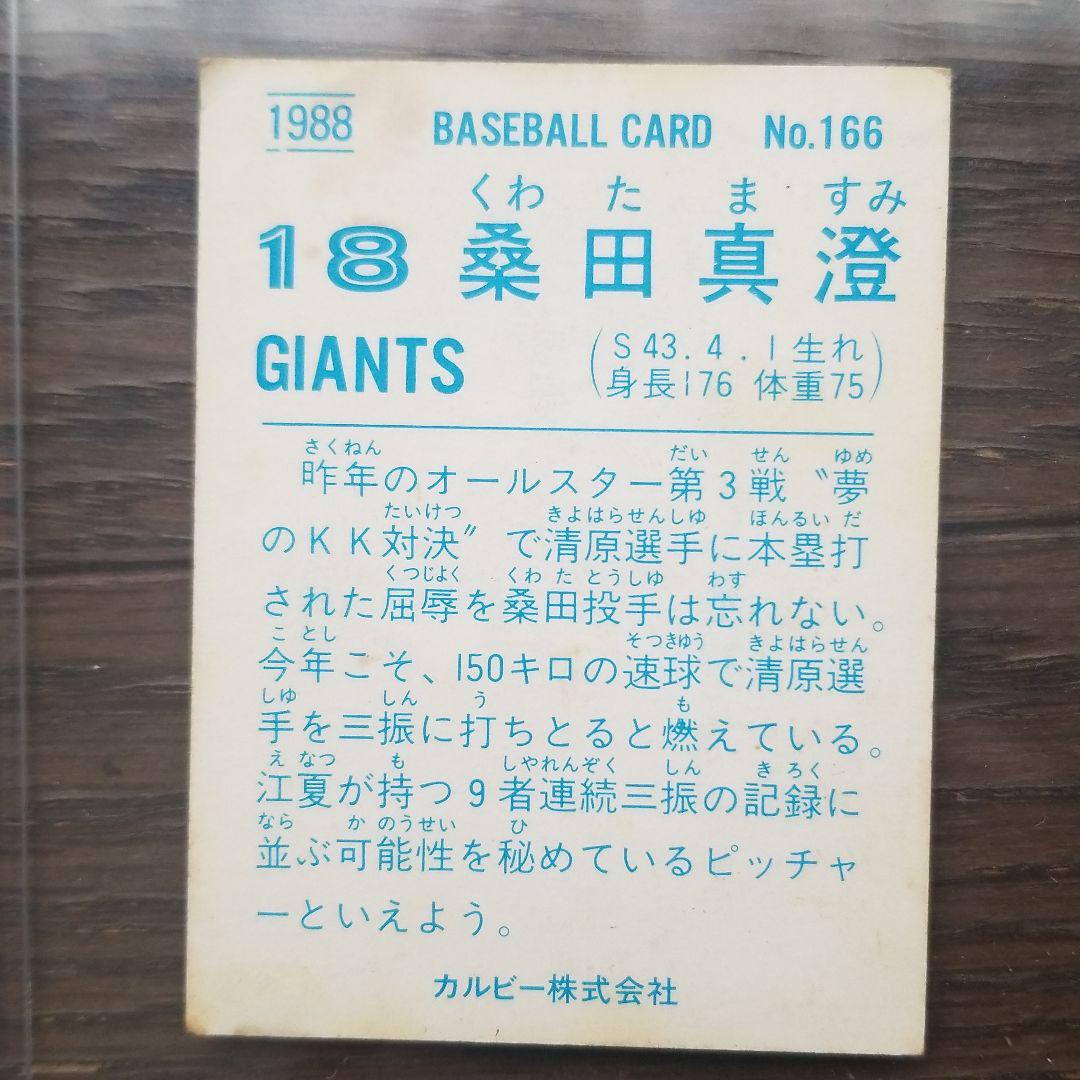 1988 BASEBALL CARD No.166
くわ た ま すみ
18 桑田真澄
GIANTS
(S43.4.1生れ
身長176 体重75)
さくねん だい せん ゆめ
昨年のオールスター第3戦〝夢
たいけつ きよはらせんしゆ ほんるい だ
のKK対決〟で清原選手に本塁打
くつじよく くわ た とうしゆ わす
された屈辱を桑田投手は忘れない。
こ とし そつきゆう きよはらせん
今年こそ、150キロの速球で清原選
しゆ しん う も
手を三振に打ちとると燃えている。
え なつ も しやれんぞく しん きろく
江夏が持つ9者連続三振の記録に
なら か のうせい ひ
並ぶ可能性を秘めているピッチャ
ーといえよう。
カルビー株式会社